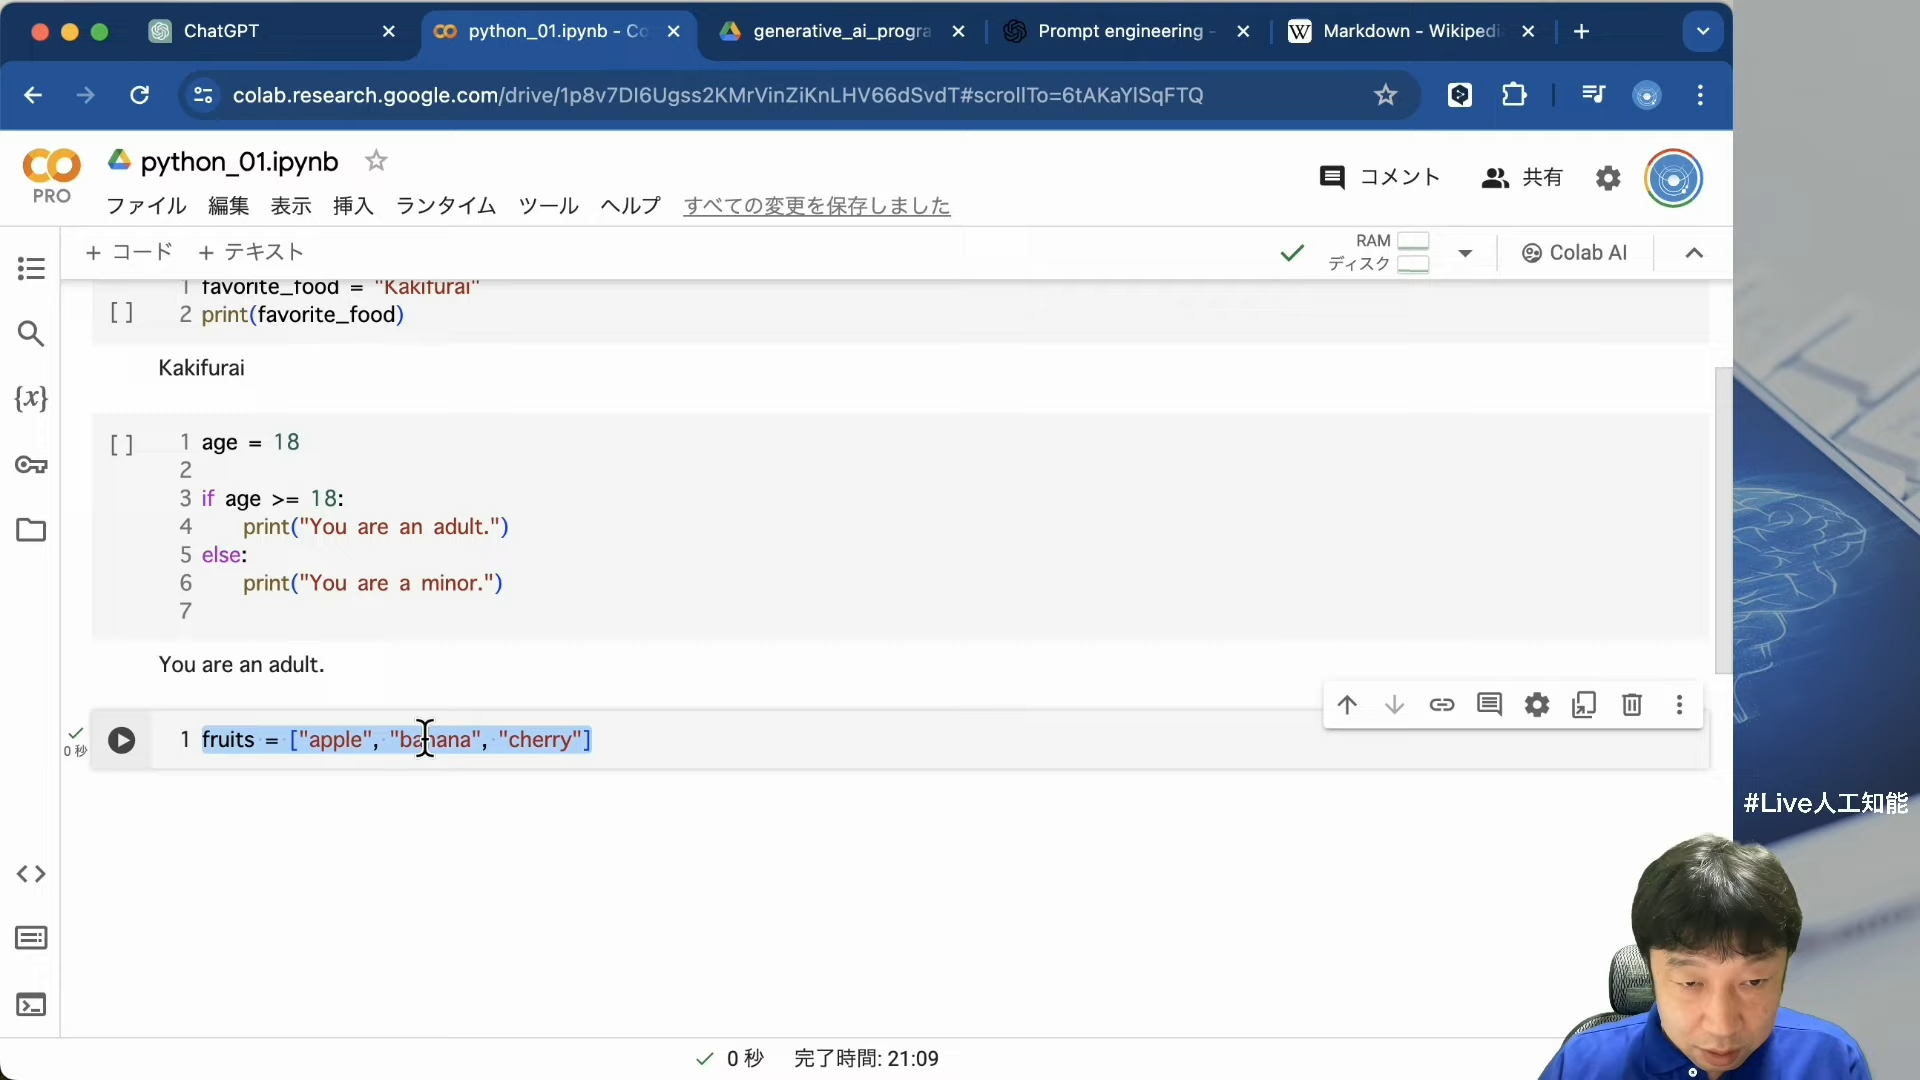 ChatGPT
python_01.ipynb - Co
generative_ai_progra
Prompt engineering -
Markdown - Wikipedi
colab.research.google.com/drive/1p8v7Dl6Ugss2KMrVinZiKnLHV66dSvdT#scrollTo=6tAKaYlSqFTQ
python_01.ipynb
コメント
共有
PRO
ファイル 編集 表示 挿入 ランタイム ツール ヘルプ すべての変更を保存しました
+ コード + テキスト
RAM
ディスク
Colab AI
1 favorite_food = "Kakifurai"
[ ] 2 print(favorite_food)
Kakifurai
[ ] 1 age = 18
2
3 if age >= 18:
4 print("You are an adult.")
5 else:
6 print("You are a minor.")
7
You are an adult.
0 秒
1 fruits = ["apple", "banana", "cherry"]
#Live人工知能
0 秒 完了時間: 21:09